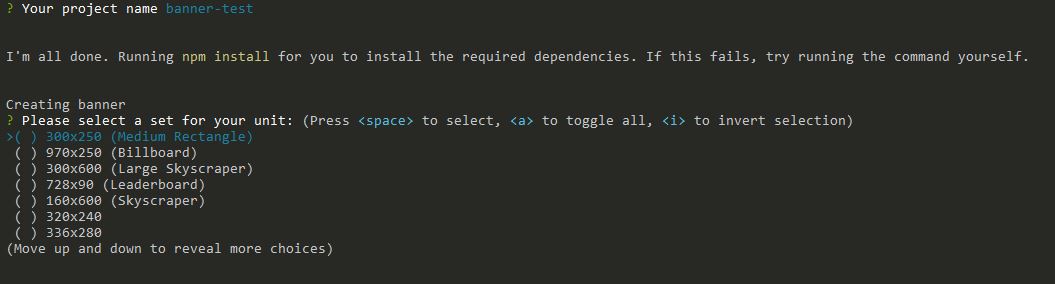 ? Your project name banner-test
I'm all done. Running npm install for you to install the required dependencies. If this fails, try running the command yourself.
Creating banner
? Please select a set for your unit: (Press <space> to select, <a> to toggle all, <i> to invert selection)
>( ) 300x250 (Medium Rectangle)
( ) 970x250 (Billboard)
( ) 300x600 (Large Skyscraper)
( ) 728x90 (Leaderboard)
( ) 160x600 (Skyscraper)
( ) 320x240
( ) 336x280
(Move up and down to reveal more choices)